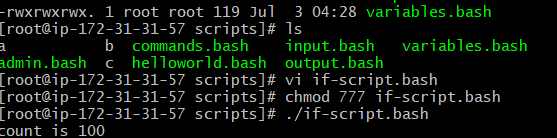 -rwxrwxrwx. 1 root root 119 Jul  3 04:28 variables.bash
[root@ip-172-31-31-57 scripts]# ls
a           b  commands.bash    input.bash   variables.bash
admin.bash  c  helloworld.bash  output.bash
[root@ip-172-31-31-57 scripts]# vi if-script.bash
[root@ip-172-31-31-57 scripts]# chmod 777 if-script.bash
[root@ip-172-31-31-57 scripts]# ./if-script.bash
count is 100